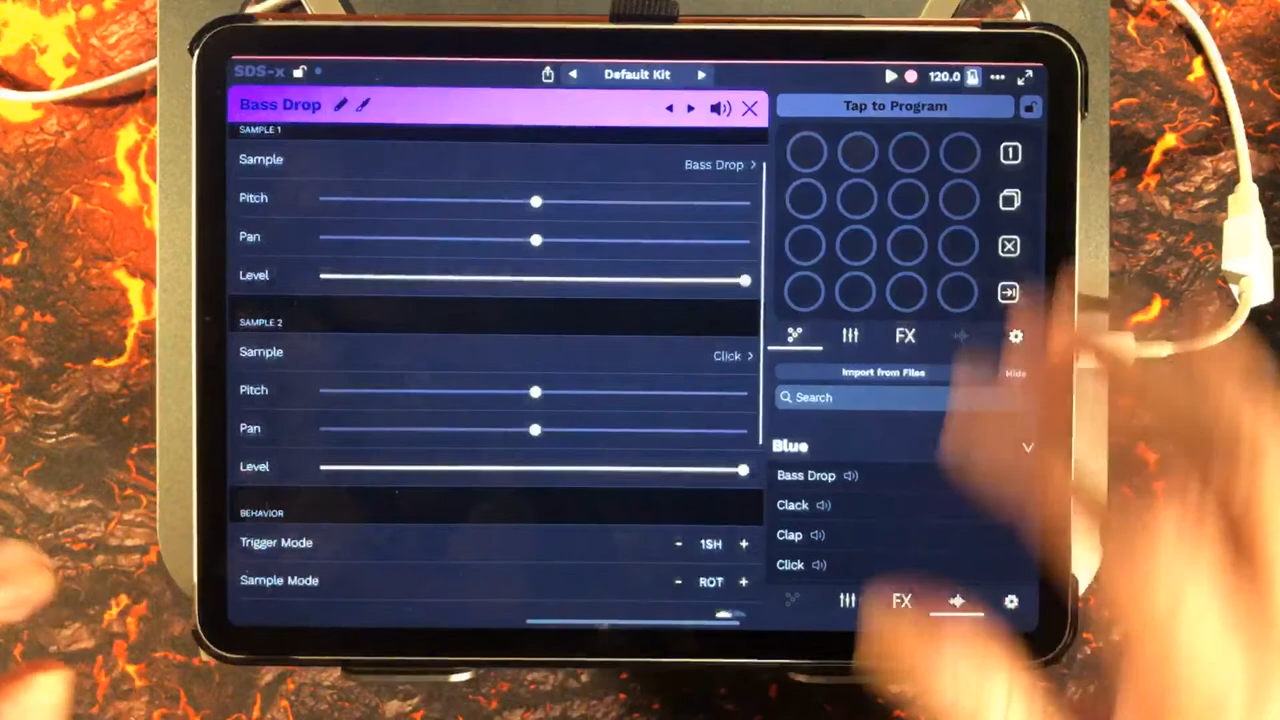 SDS-x
Default Kit
120.0
Bass Drop
Tap to Program
SAMPLE 1
Sample
Bass Drop
Pitch
Pan
Level
1
SAMPLE 2
Sample
Click
Pitch
Pan
Level
BEHAVIOR
Trigger Mode
- 1SH +
Sample Mode
- ROT +
FX
Import from Files
Hide
Search
Blue
Bass Drop
Clack
Clap
Click
FX